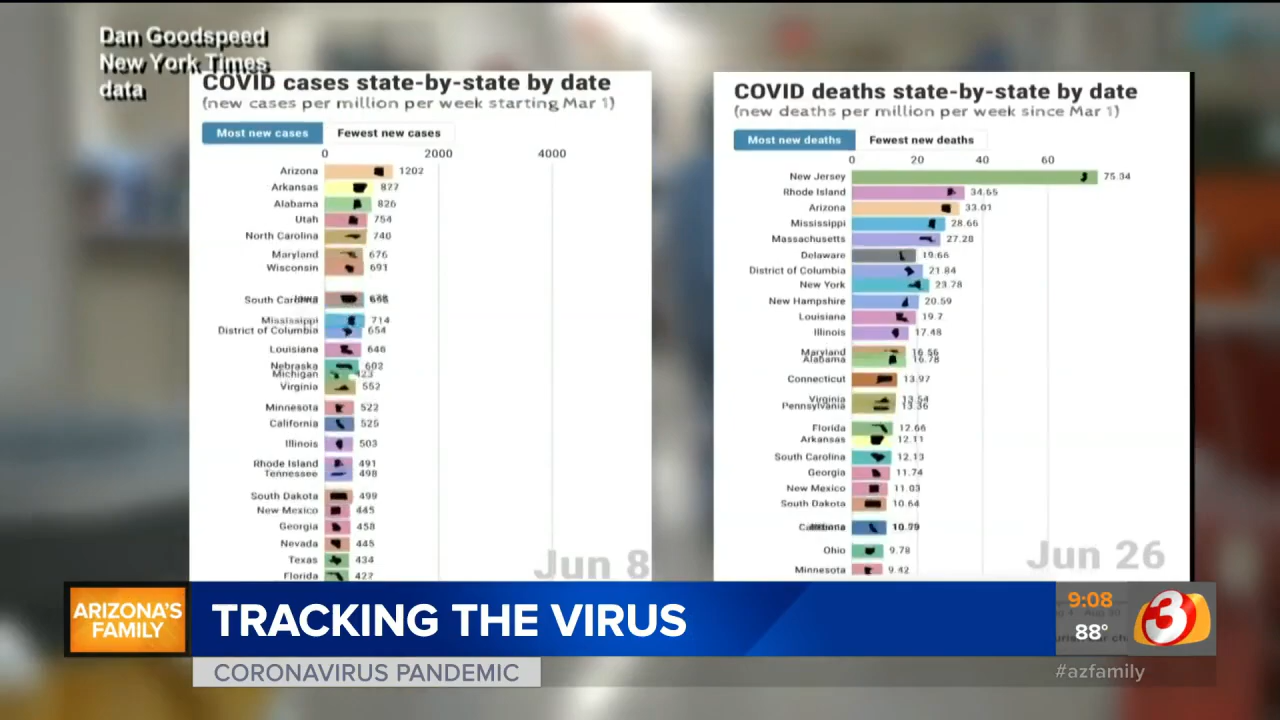 Dan Goodspeed
New York Times
data
COVID cases state-by-state by date
(new cases per million per week starting Mar 1)
Most new cases Fewest new cases
0 2000 4000
Arizona 1202
Arkansas 877
Alabama 826
Utah 754
North Carolina 740
Maryland 676
Wisconsin 691
South Carolina
Mississippi 714
District of Columbia 654
Louisiana 646
Nebraska 602
Michigan 423
Virginia 552
Minnesota 522
California 525
Illinois 503
Rhode Island 491
Tennessee 498
South Dakota 499
New Mexico 445
Georgia 458
Nevada 445
Texas 434
Florida 427
Jun 8
COVID deaths state-by-state by date
(new deaths per million per week since Mar 1)
Most new deaths Fewest new deaths
0 20 40 60
New Jersey 75.34
Rhode Island 34.65
Arizona 33.01
Mississippi 28.66
Massachusetts 27.28
Delaware 19.66
District of Columbia 21.84
New York 23.78
New Hampshire 20.59
Louisiana 19.7
Illinois 17.48
Maryland 16.56
Alabama 16.78
Connecticut 13.97
Virginia 13.54
Pennsylvania 13.36
Florida 12.66
Arkansas 12.11
South Carolina 12.13
Georgia 11.74
New Mexico 11.03
South Dakota 10.64
Ohio 9.78
Minnesota 9.42
Jun 26
ARIZONA'S
FAMILY
TRACKING THE VIRUS
9:08
88°
3
CORONAVIRUS PANDEMIC
#azfamily